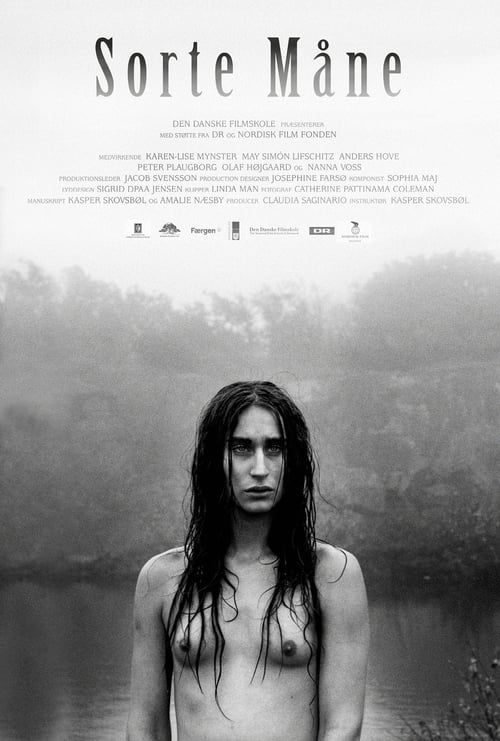 Sorte Måne
DEN DANSKE FILMSKOLE PRÆSENTERER
MED STØTTE FRA DR OG NORDISK FILM FONDEN
MEDVIRKENDE KAREN-LISE MYNSTER MAY SIMÓN LIFSCHITZ ANDERS HOVE
PETER PLAUGBORG OLAF HØJGAARD OG NANNA VOSS
PRODUKTIONSLEDER JACOB SVENSSON PRODUCTION DESIGNER JOSEPHINE FARSØ KOMPONIST SOPHIA MAJ
LYDDESIGN SIGRID DPAA JENSEN KLIPPER LINDA MAN FOTOGRAF CATHERINE PATTINAMA COLEMAN
MANUSKRIPT KASPER SKOVSBØL OG AMALIE NÆSBY PRODUCER CLAUDIA SAGINARIO INSTRUKTØR KASPER SKOVSBØL
Færgen Den Danske Filmskole DR NORDISK FILM